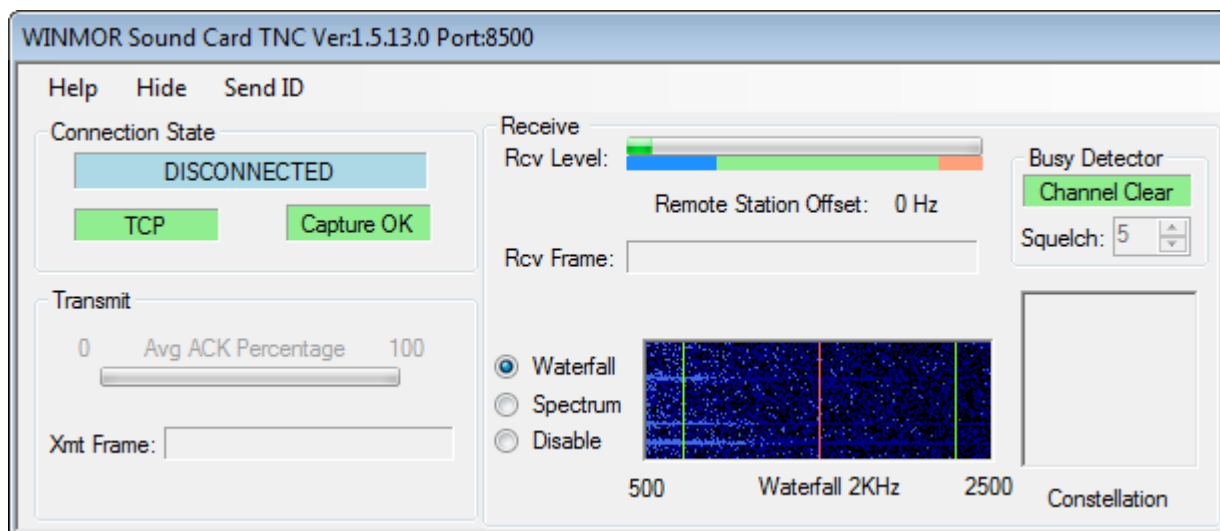 WINMOR Sound Card TNC Ver:1.5.13.0 Port:8500
Help Hide Send ID
Connection State
DISCONNECTED
TCP Capture OK
Transmit
0 Avg ACK Percentage 100
Xmt Frame:
Receive
Rcv Level:
Remote Station Offset: 0 Hz
Rcv Frame:
Busy Detector
Channel Clear
Squelch: 5
Waterfall
Spectrum
Disable
500 Waterfall 2KHz 2500
Constellation